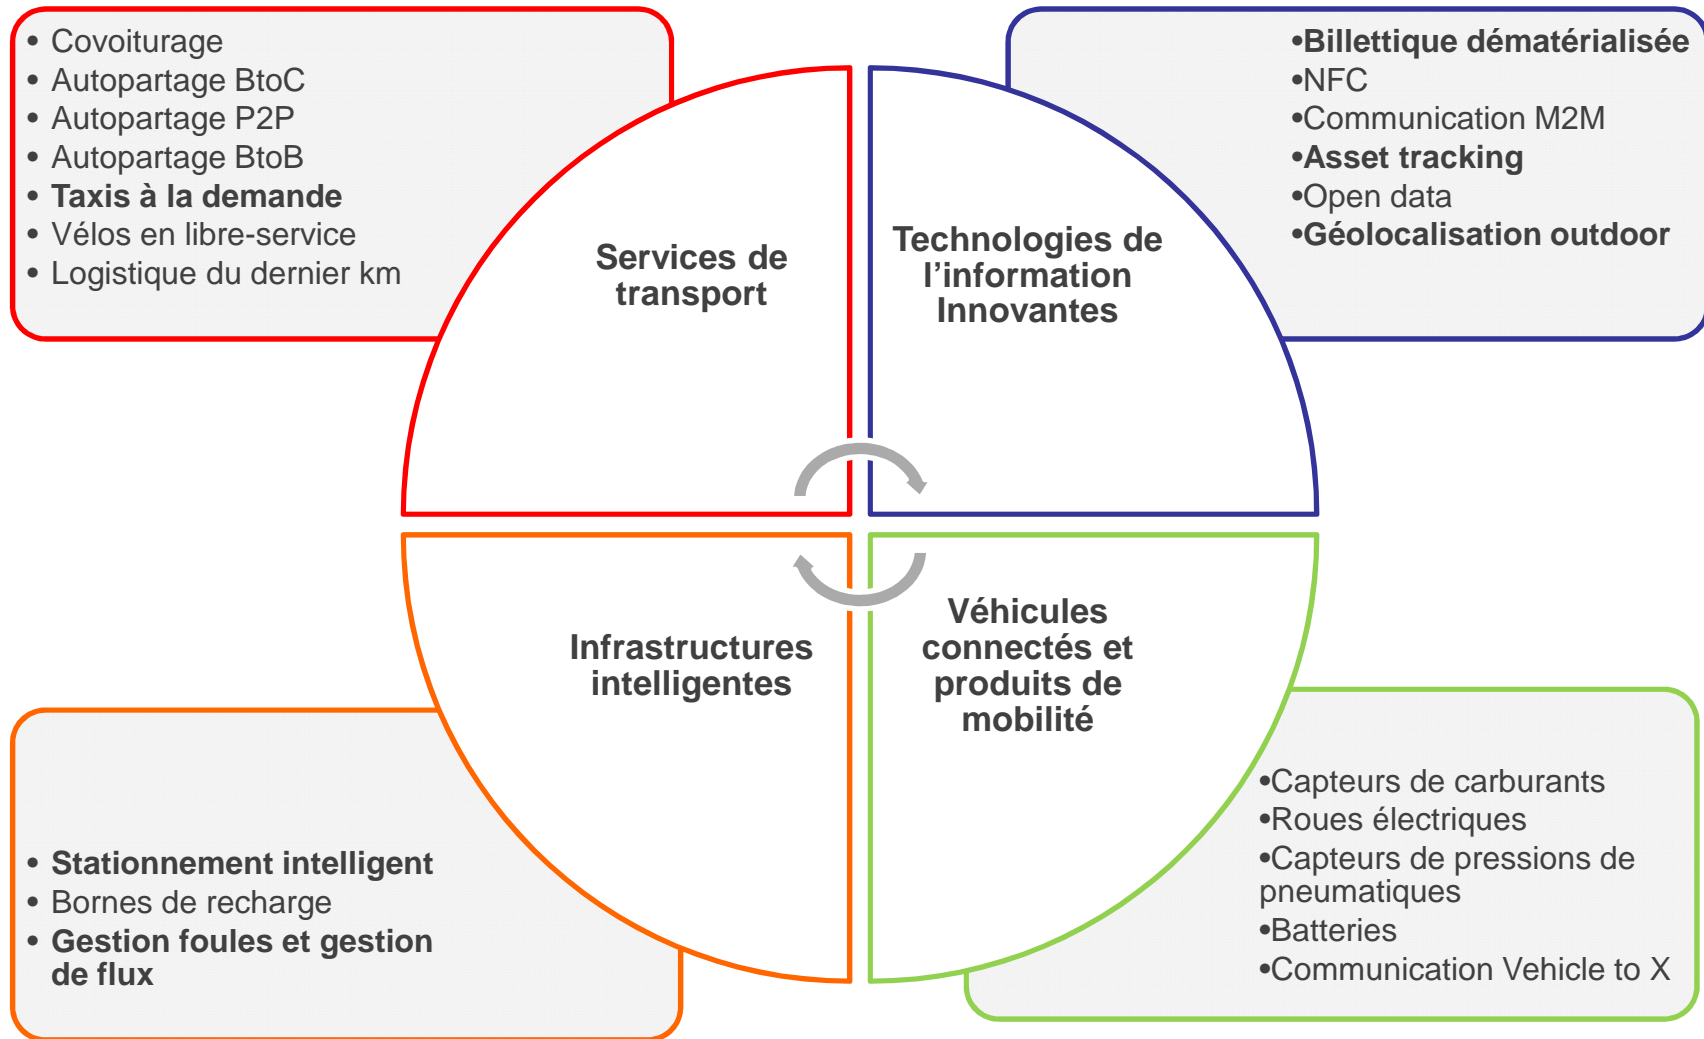 • Covoiturage
• Autopartage BtoC
• Autopartage P2P
• Autopartage BtoB
• Taxis à la demande
• Vélos en libre-service
• Logistique du dernier km
•Billettique dématérialisée
•NFC
•Communication M2M
•Asset tracking
•Open data
•Géolocalisation outdoor
Services de
transport
Technologies de
l’information
Innovantes
Infrastructures
intelligentes
Véhicules
connectés et
produits de
mobilité
• Stationnement intelligent
• Bornes de recharge
• Gestion foules et gestion
de flux
•Capteurs de carburants
•Roues électriques
•Capteurs de pressions de
pneumatiques
•Batteries
•Communication Vehicle to X